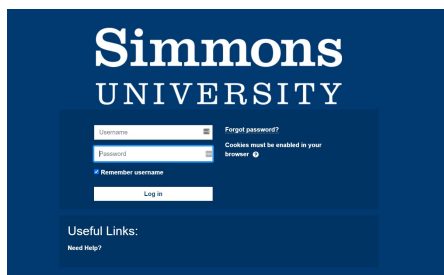 Simmons
UNIVERSITY
Username
Forgot password?
Password
Cookies must be enabled in your
browser
Remember username
Log in
Useful Links:
Need Help?